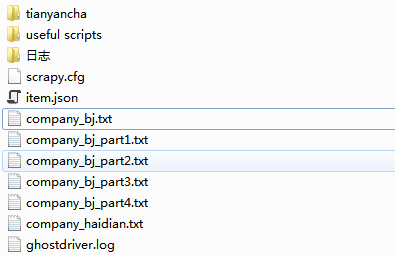 tianyancha
useful scripts
日志
scrapy.cfg
item.json
company_bj.txt
company_bj_part1.txt
company_bj_part2.txt
company_bj_part3.txt
company_bj_part4.txt
company_haidian.txt
ghostdriver.log